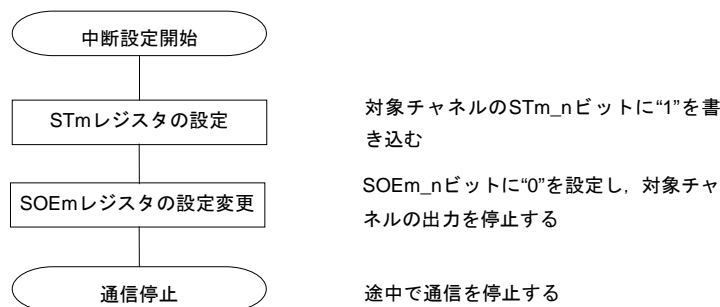 中断設定開始
STmレジスタの設定
対象チャネルのSTm_nビットに“1”を書
き込む
SOEmレジスタの設定変更
SOEm_nビットに“0”を設定し，対象チャ
ネルの出力を停止する
通信停止
途中で通信を停止する